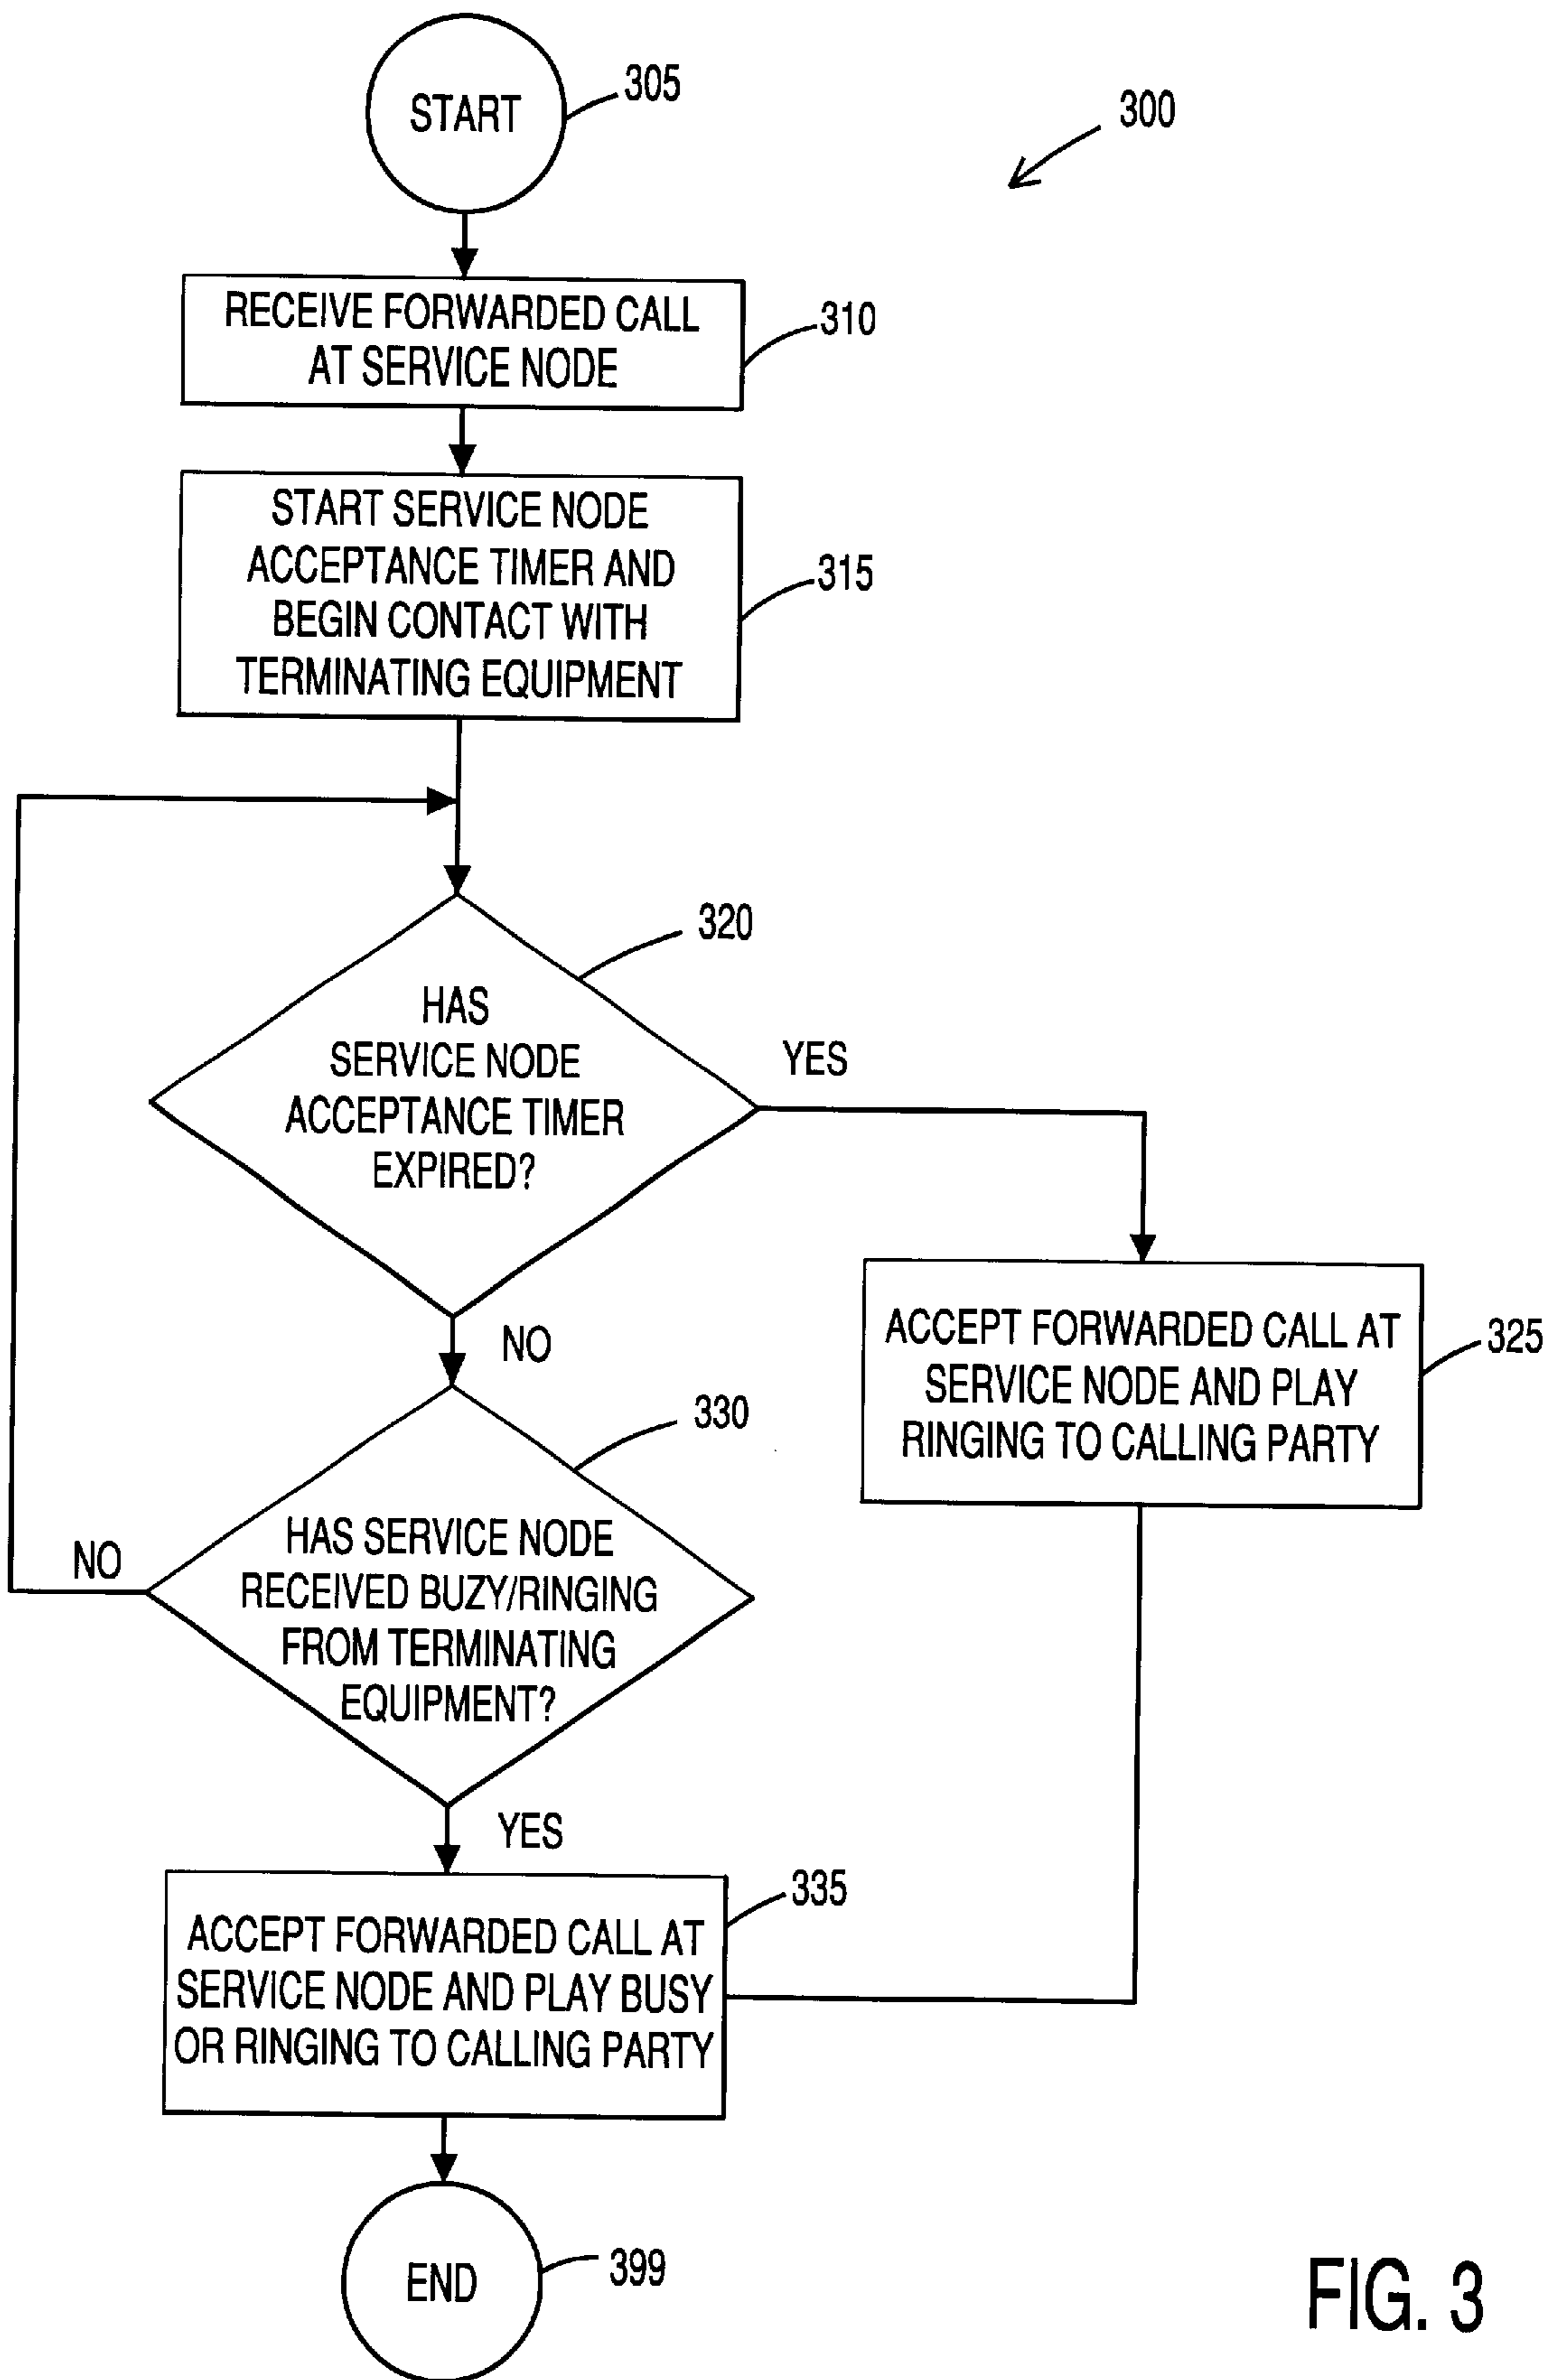 START
305
300
RECEIVE FORWARDED CALL
AT SERVICE NODE
310
START SERVICE NODE
ACCEPTANCE TIMER AND
BEGIN CONTACT WITH
TERMINATING EQUIPMENT
315
320
HAS
SERVICE NODE
ACCEPTANCE TIMER
EXPIRED?
YES
NO
ACCEPT FORWARDED CALL AT
SERVICE NODE AND PLAY
RINGING TO CALLING PARTY
325
330
HAS SERVICE NODE
RECEIVED BUZY/RINGING
FROM TERMINATING
EQUIPMENT?
NO
YES
335
ACCEPT FORWARDED CALL AT
SERVICE NODE AND PLAY BUSY
OR RINGING TO CALLING PARTY
END
399
FIG. 3